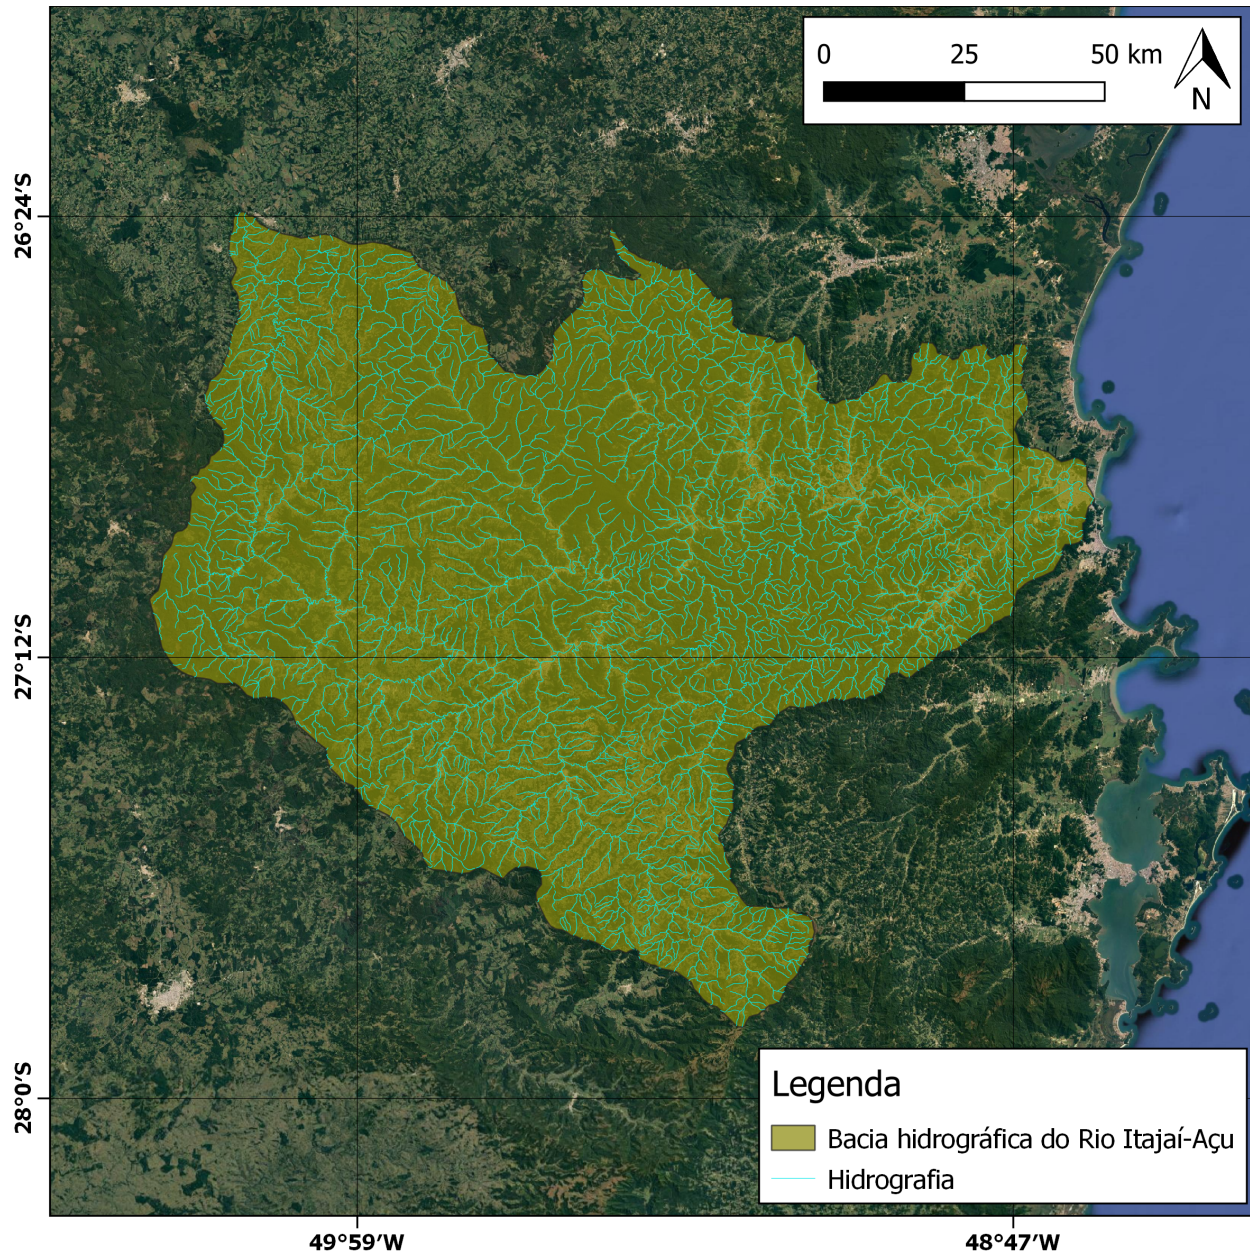 0 25 50 km
N
26°24'S
27°12'S
28°0'S
Legenda
Bacia hidrográfica do Rio Itajaí-Açu
Hidrografia
49°59'W 48°47'W